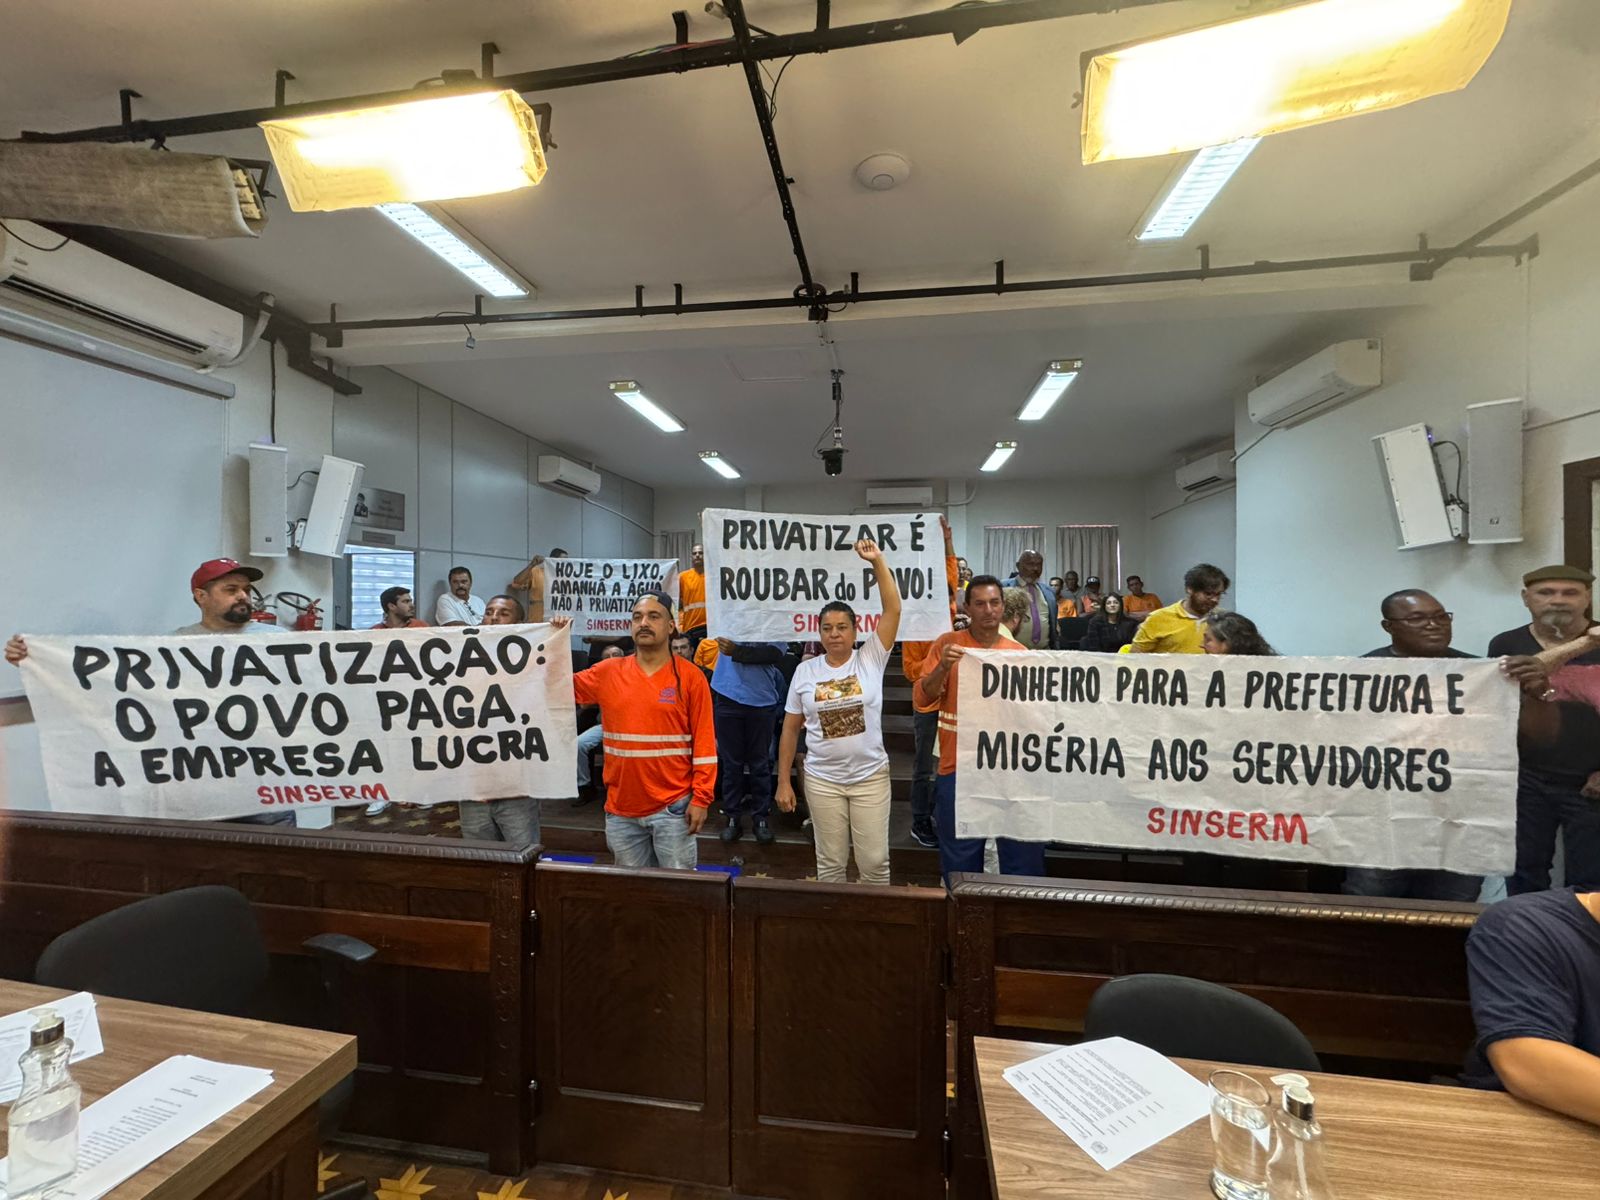 PRIVATIZAÇÃO:
O POVO PAGA,
A EMPRESA LUCRA
SINSERM
HOJE O LIXO,
AMANHÃ A ÁGUA
NÃO À
SINSERM
PRIVATIZAR É
ROUBAR do POVO!
DINHEIRO PARA A PREFEITURA E
MISÉRIA AOS SERVIDORES
SINSERM